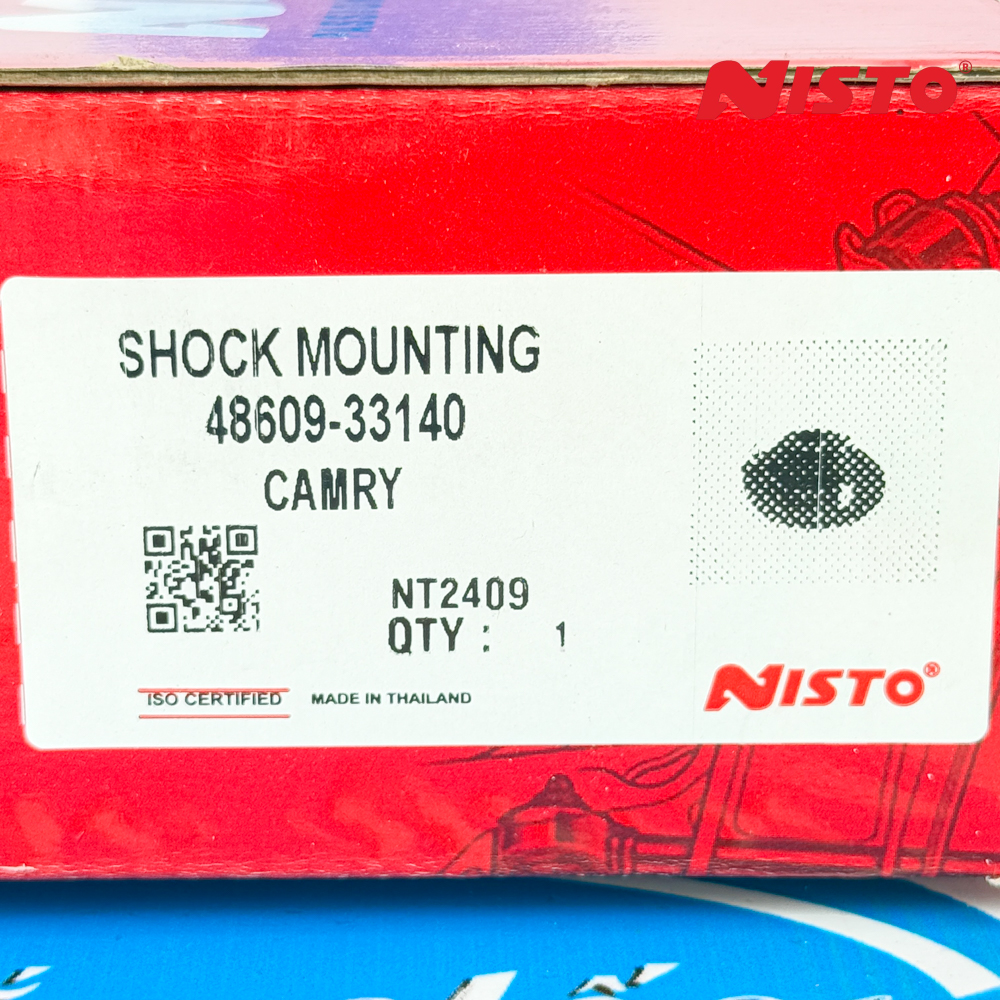 NISTO®
SHOCK MOUNTING
48609-33140
CAMRY
NT2409
QTY : 1
ISO CERTIFIED MADE IN THAILAND
NISTO®